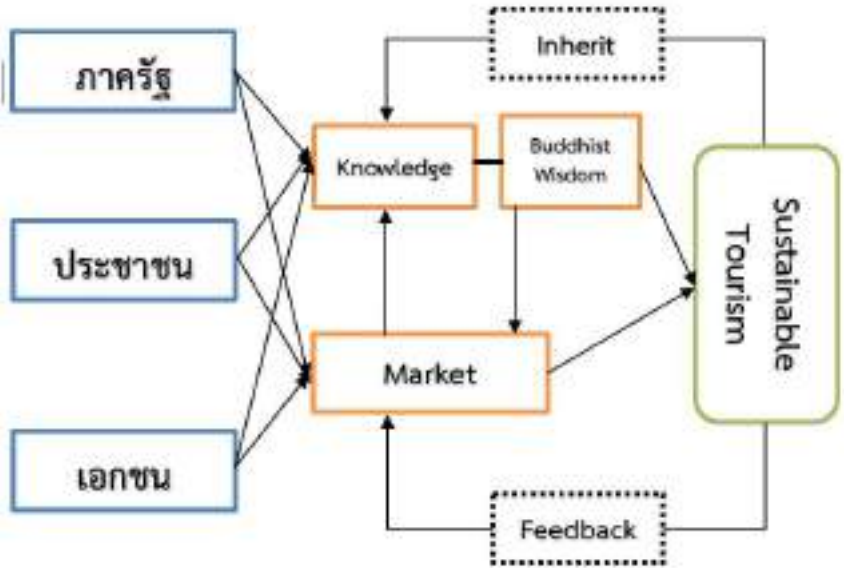 ภาครัฐ
ประชาชน
เอกชน
Inherit
Knowledge
Buddhist
Wisdom
Market
Feedback
Sustainable
Tourism